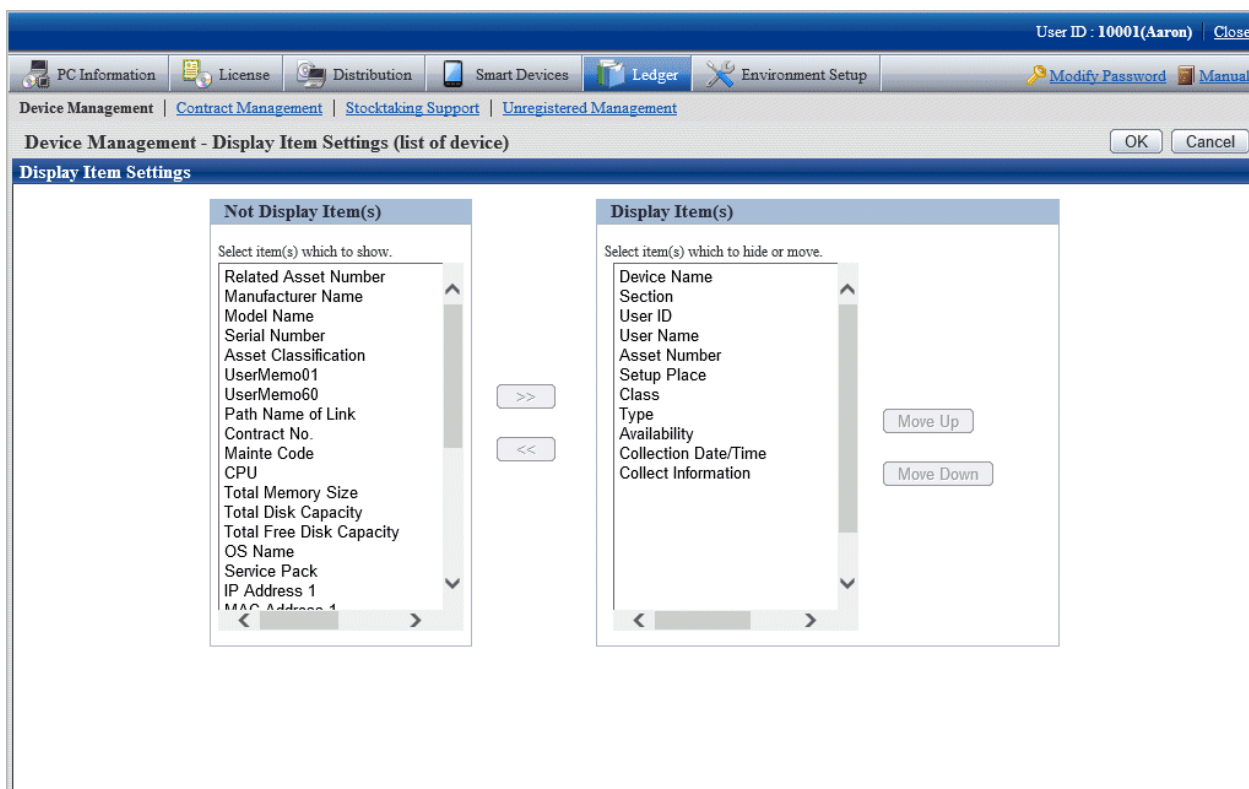 User ID : 10001(Aaron) Close
PC Information License Distribution Smart Devices Ledger Environment Setup Modify Password Manual
Device Management | Contract Management | Stocktaking Support | Unregistered Management
Device Management - Display Item Settings (list of device) OK Cancel
Display Item Settings
Not Display Item(s)
Select item(s) which to show.
Related Asset Number
Manufacturer Name
Model Name
Serial Number
Asset Classification
UserMemo01
UserMemo60
Path Name of Link
Contract No.
Mainte Code
CPU
Total Memory Size
Total Disk Capacity
Total Free Disk Capacity
OS Name
Service Pack
IP Address 1
MAC Address 1
>>
<<
Display Item(s)
Select item(s) which to hide or move.
Device Name
Section
User ID
User Name
Asset Number
Setup Place
Class
Type
Availability
Collection Date/Time
Collect Information
Move Up
Move Down